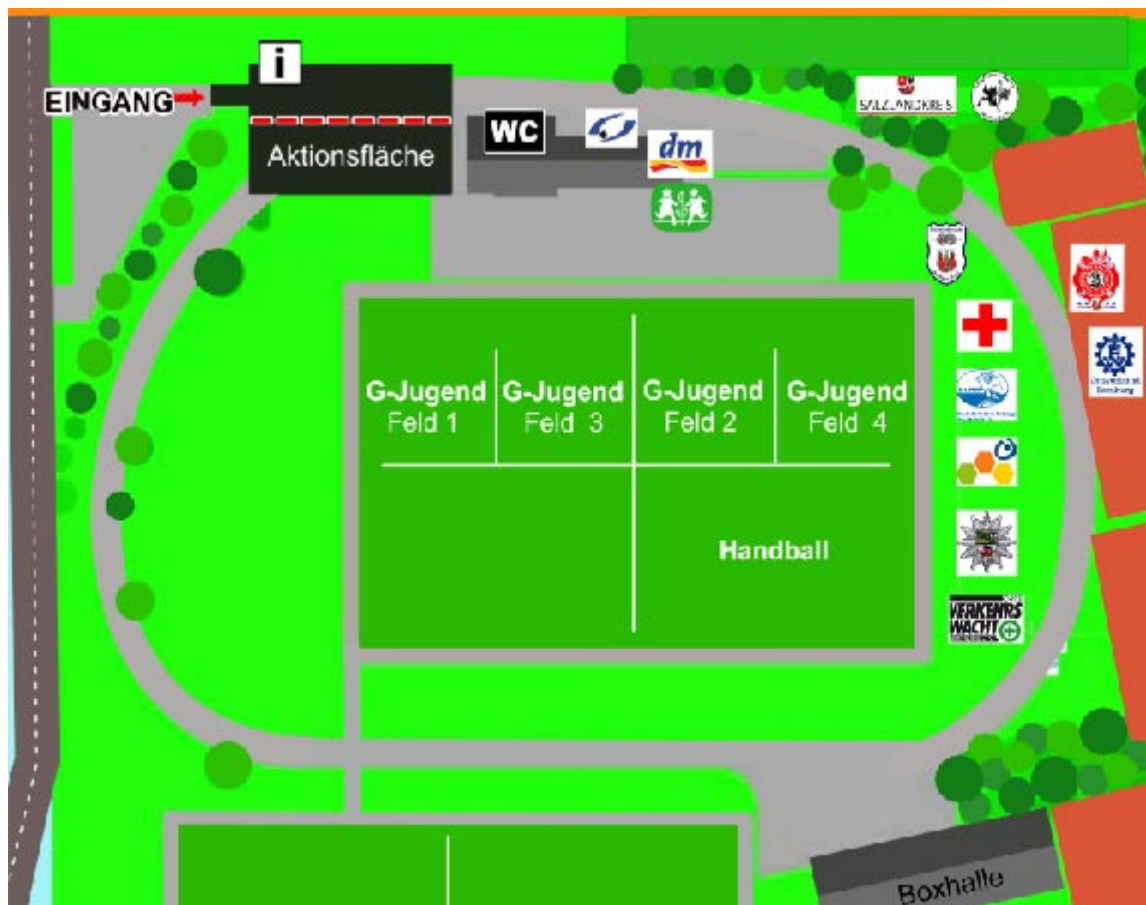 i
EINGANG
Aktionsfläche
WC
dm
SALZLANDKREIS
G-Jugend
Feld 1
G-Jugend
Feld 3
G-Jugend
Feld 2
G-Jugend
Feld 4
Handball
VERKEHRS
WACHT
Boxhalle